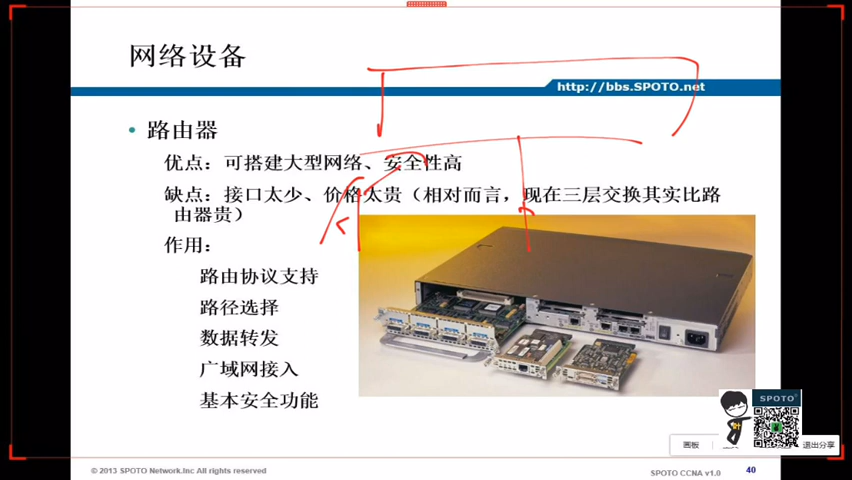 网络设备
http://bbs.SPOTO.net
• 路由器
优点：可搭建大型网络、安全性高
缺点：接口太少、价格太贵（相对而言，现在三层交换其实比路
由器贵）
作用：
路由协议支持
路径选择
数据转发
广域网接入
基本安全功能
SPOTO
画板
退出分享
© 2013 SPOTO Network.Inc All rights reserved
SPOTO CCNA v1.0
40